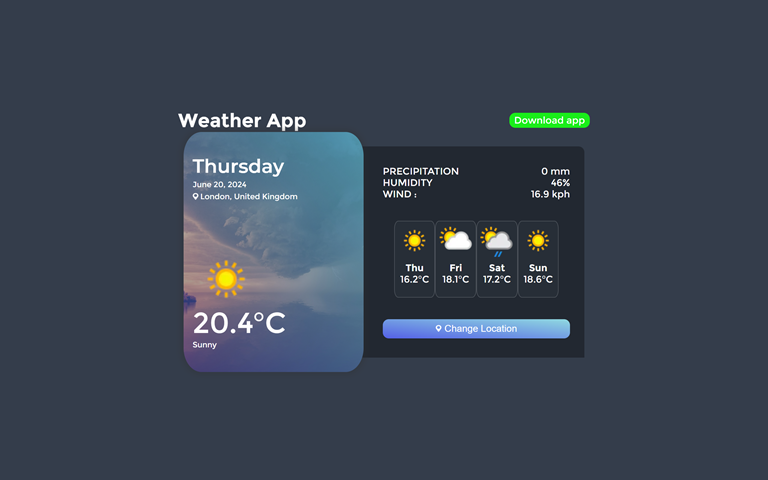 Weather App
Download app
Thursday
June 20, 2024
London, United Kingdom
20.4°C
Sunny
PRECIPITATION 0 mm
HUMIDITY 46%
WIND : 16.9 kph
Thu Fri Sat Sun
16.2°C 18.1°C 17.2°C 18.6°C
Change Location